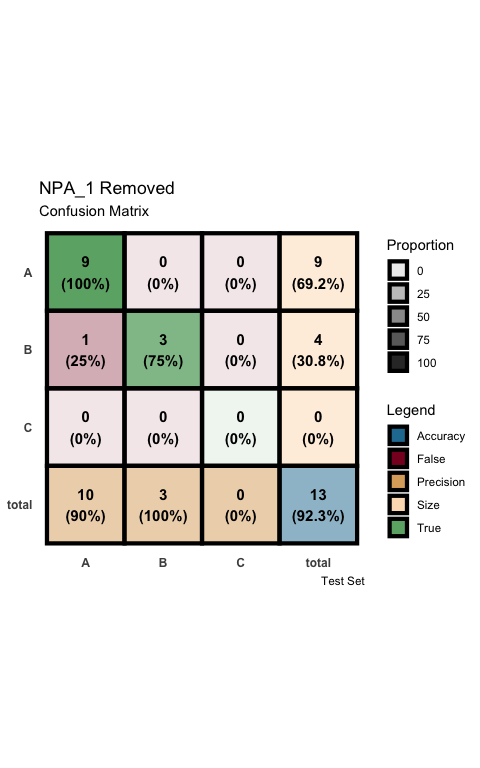 NPA_1 Removed
Confusion Matrix
A
9
(100%)
0
(0%)
0
(0%)
9
(69.2%)
B
1
(25%)
3
(75%)
0
(0%)
4
(30.8%)
C
0
(0%)
0
(0%)
0
(0%)
0
(0%)
total
10
(90%)
3
(100%)
0
(0%)
13
(92.3%)
A
B
C
total
Test Set
Proportion
0
25
50
75
100
Legend
Accuracy
False
Precision
Size
True